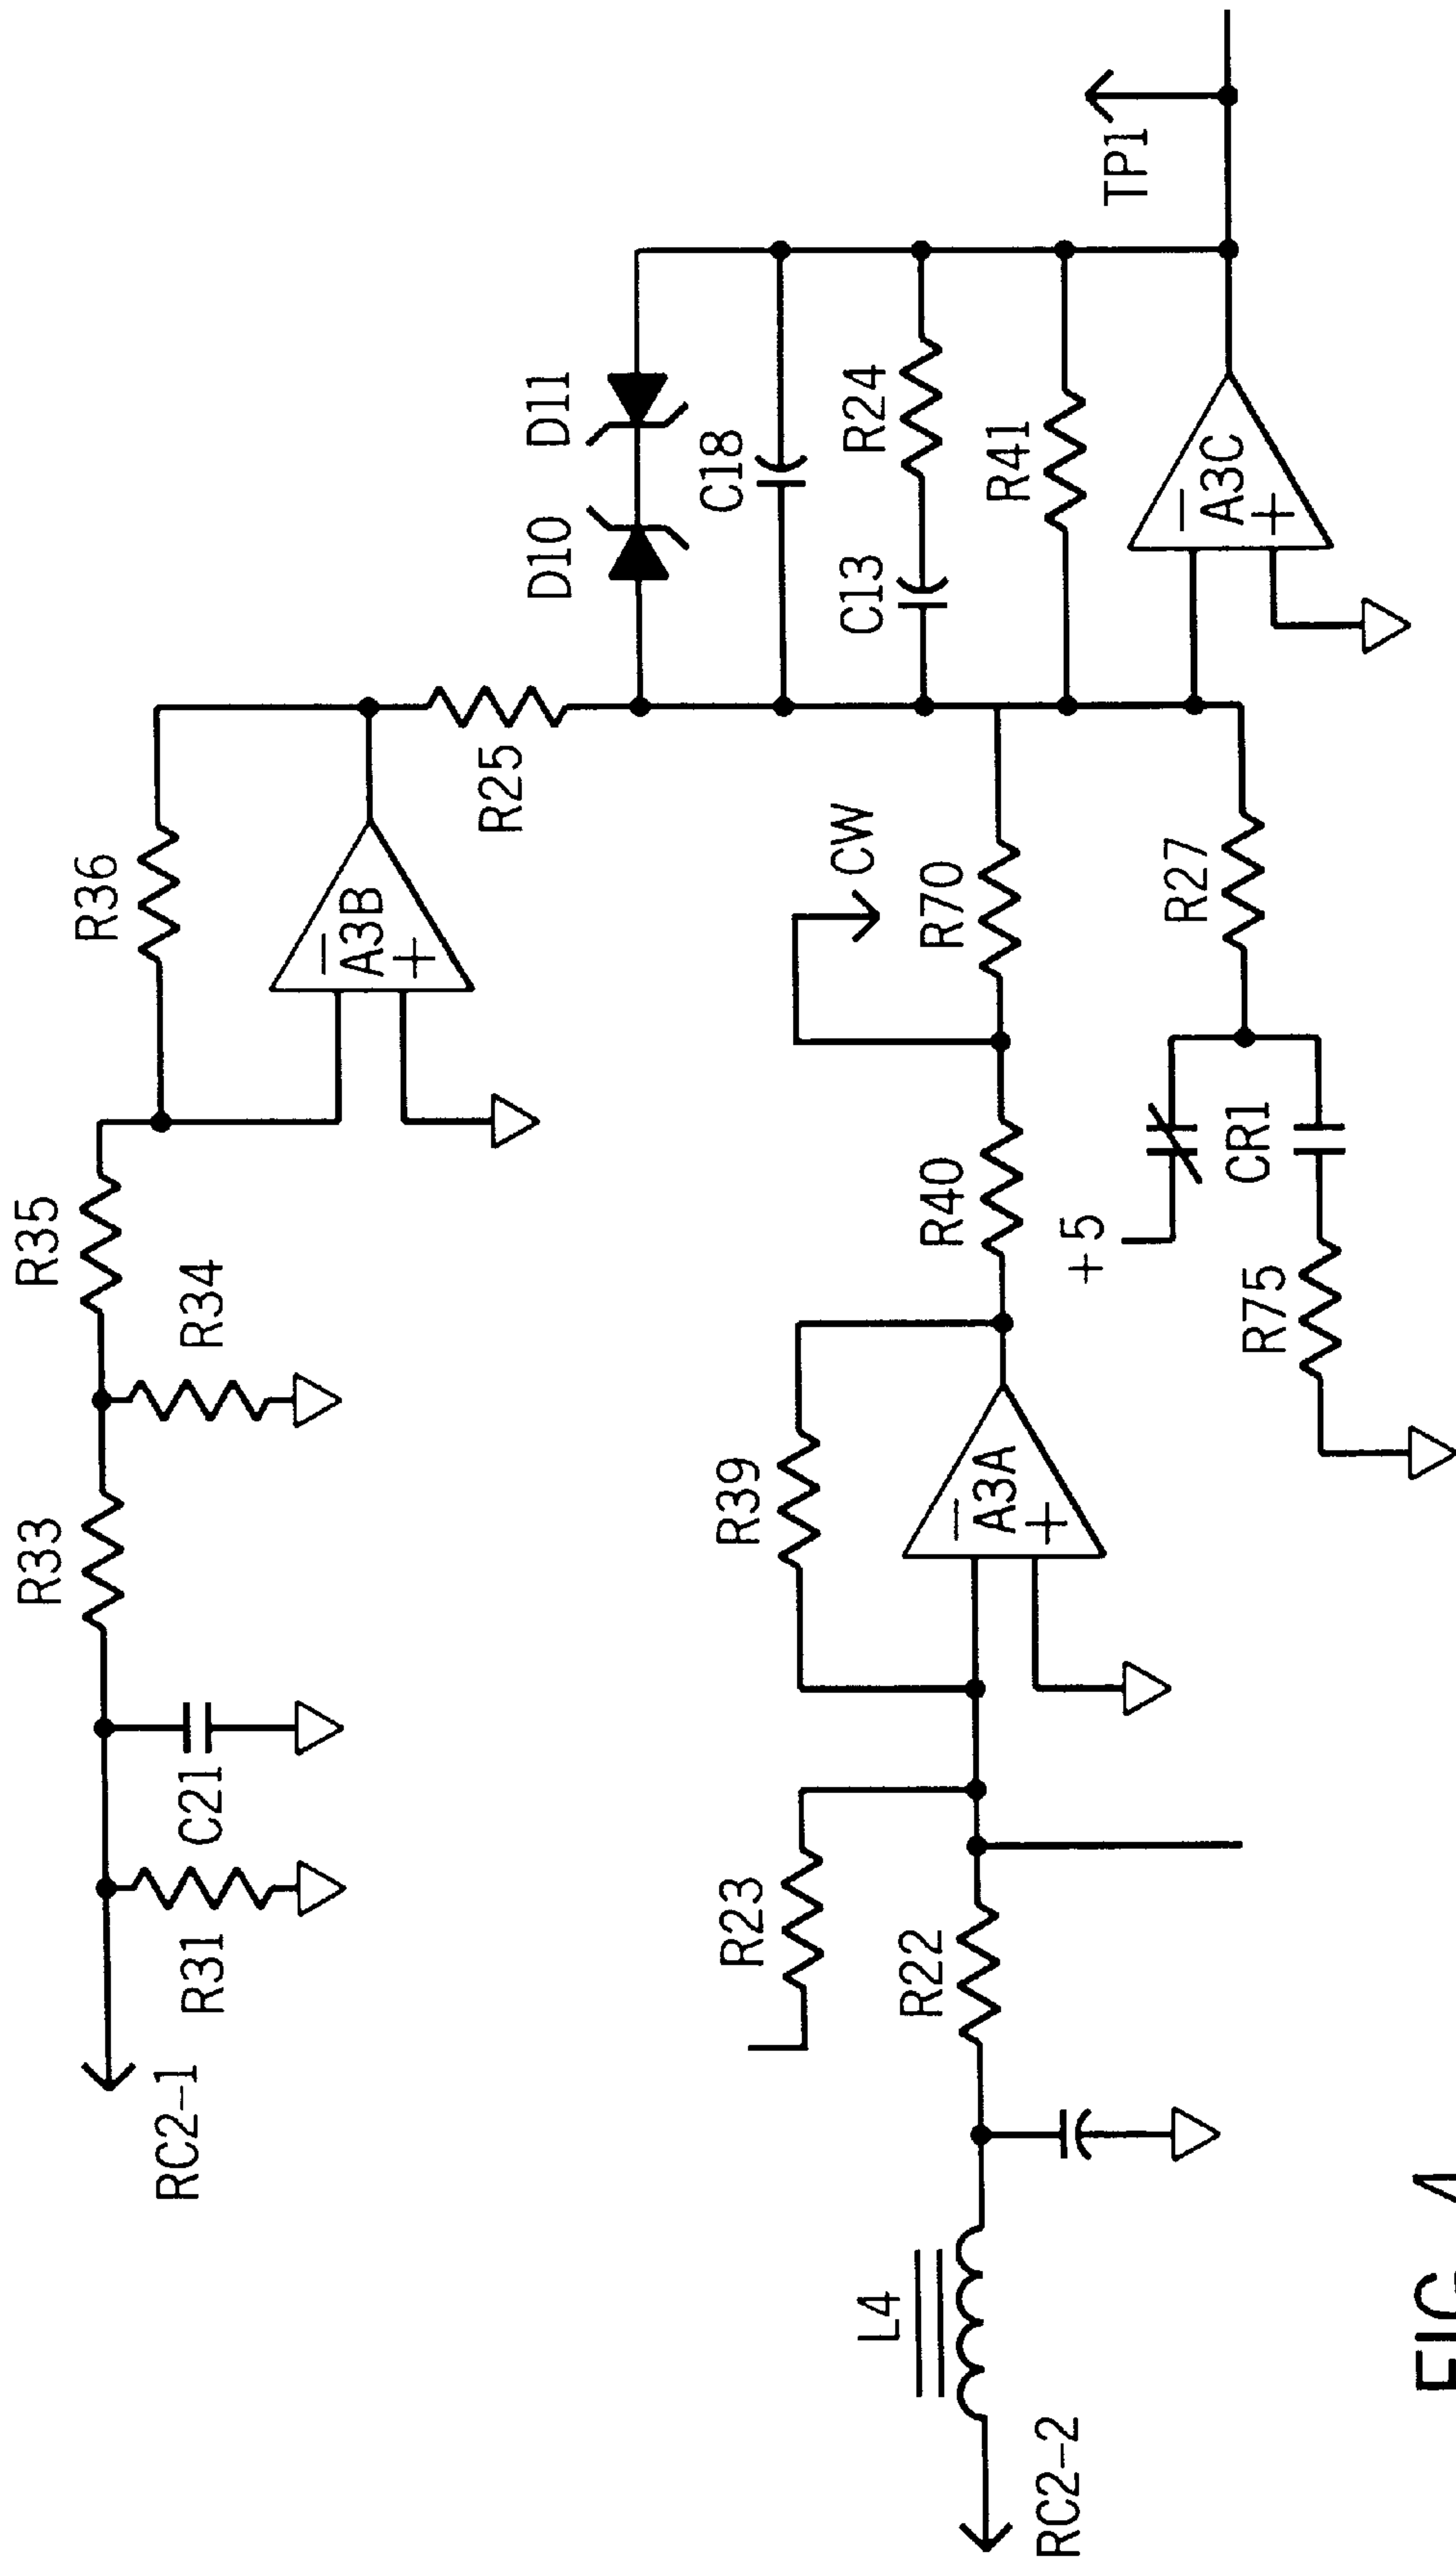 RC2-1
R31
C21
R33
R34
R35
R36
A3B
− +
R25
D10
D11
C18
C13
R24
R41
A3C
− +
TP1
RC2-2
L4
R22
R23
R39
A3A
− +
R40
R70
CW
+5
CR1
R75
R27
FIG. 4